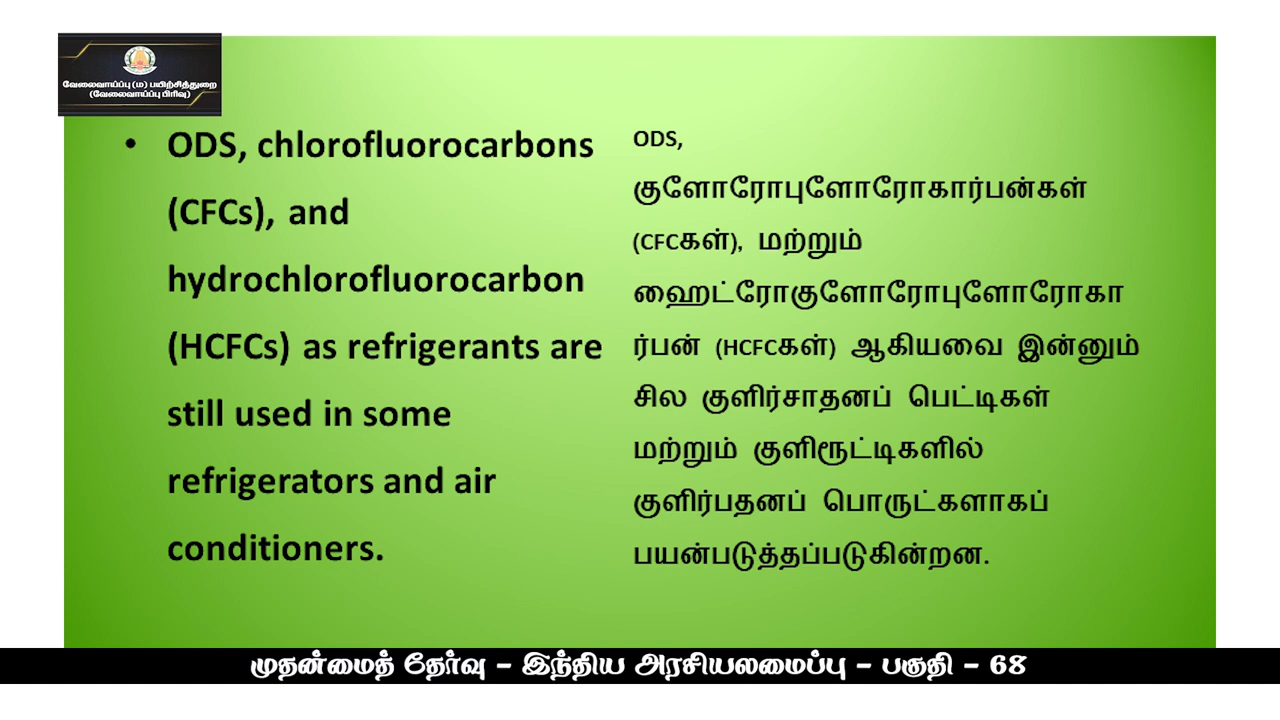 வேலைவாய்ப்பு (ம) பயிற்சித்துறை
(வேலைவாய்ப்பு பிரிவு)
• ODS, chlorofluorocarbons
(CFCs), and
hydrochlorofluorocarbon
(HCFCs) as refrigerants are
still used in some
refrigerators and air
conditioners.
ODS,
குளோரோபுளோரோகார்பன்கள்
(CFCகள்), மற்றும்
ஹைட்ரோகுளோரோபுளோரோகா
ர்பன் (HCFCகள்) ஆகியவை இன்னும்
சில குளிர்சாதனப் பெட்டிகள்
மற்றும் குளிரூட்டிகளில்
குளிர்பதனப் பொருட்களாகப்
பயன்படுத்தப்படுகின்றன.
முதன்மைத் தேர்வு – இந்திய அரசியலமைப்பு – பகுதி – 68